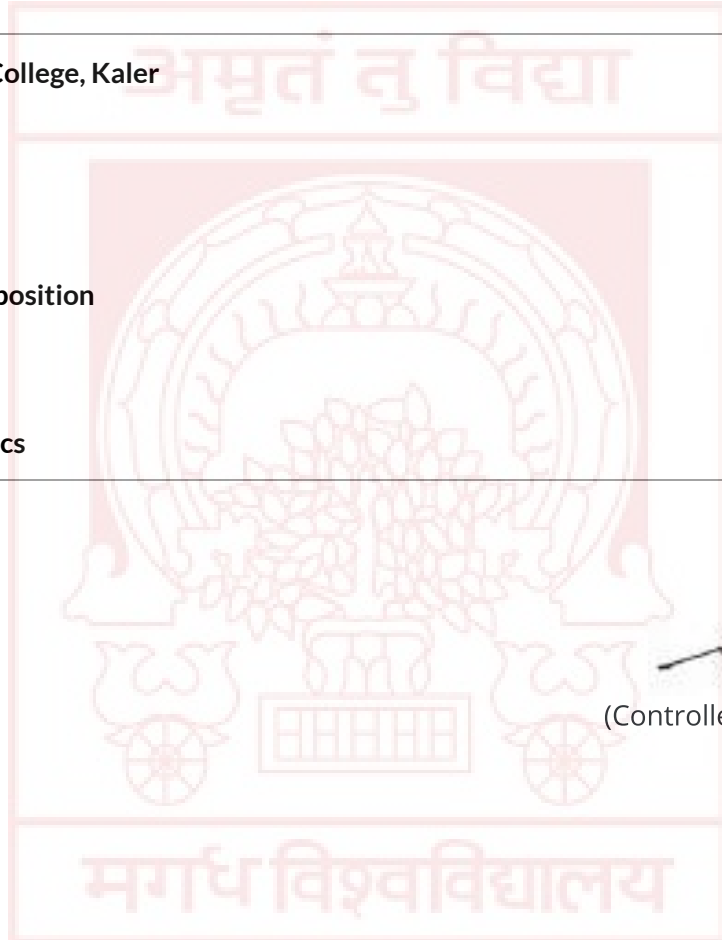 अमृतं तु विद्या
College, Kaler
position
cs
(Controlle
मगध विश्वविद्यालय